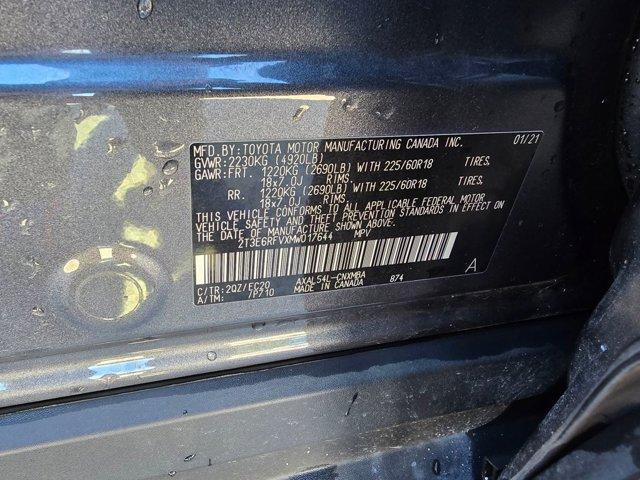 MFD. BY: TOYOTA MOTOR MANUFACTURING CANADA INC. 01/21
GVWR: 2230KG (4920LB)
GAWR: FRT. 1220KG (2690LB) WITH 225/60R18 TIRES.
18x7.0J RIMS.
RR. 1220KG (2690LB) WITH 225/60R18 TIRES.
18x7.0J RIMS.
THIS VEHICLE CONFORMS TO ALL APPLICABLE FEDERAL MOTOR
VEHICLE SAFETY AND THEFT PREVENTION STANDARDS IN EFFECT ON
THE DATE OF MANUFACTURE SHOWN ABOVE.
2T3E6RFVXMW017644 MPV
C/TR: 2QZ/EC20 AXAL54L-CNXMBA 874 A
A/TM: /P710 MADE IN CANADA